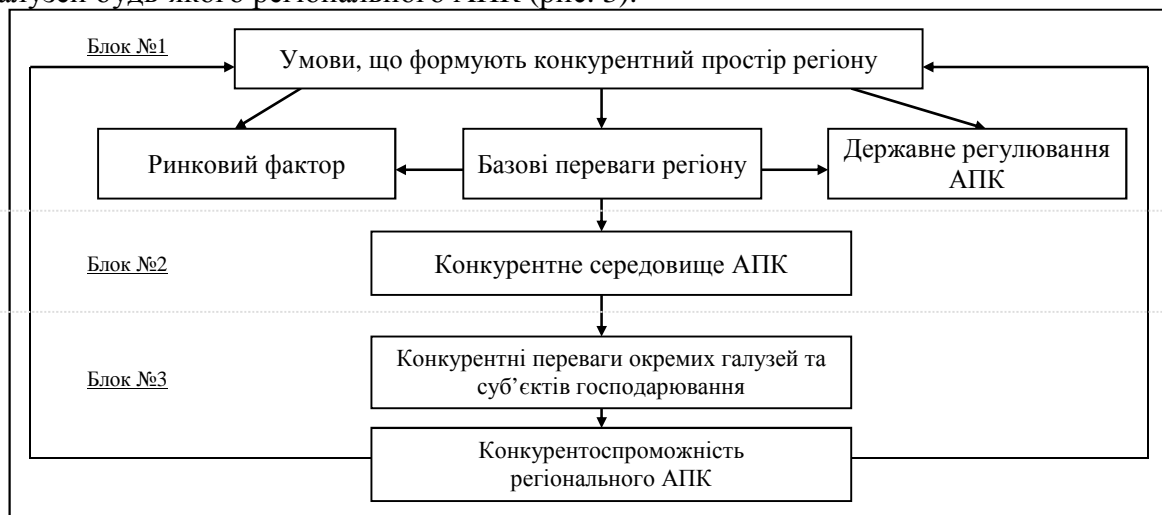 будь-якого регіонального АПК (рис. 3).
Блок №1
Умови, що формують конкурентний простір регіону
Ринковий фактор
Базові переваги регіону
Державне регулювання
АПК
Блок №2
Конкурентне середовище АПК
Блок №3
Конкурентні переваги окремих галузей та
суб’єктів господарювання
Конкурентоспроможність
регіонального АПК